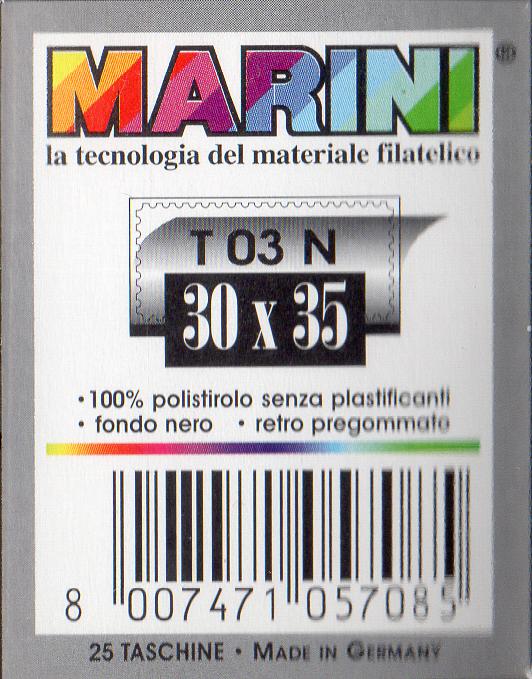 MARINI ®
la tecnologia del materiale filatelico
T 03 N
30 x 35
• 100% polistirolo senza plastificanti
• fondo nero • retro pregommato
8 007471 057085
25 TASCHINE • MADE IN GERMANY